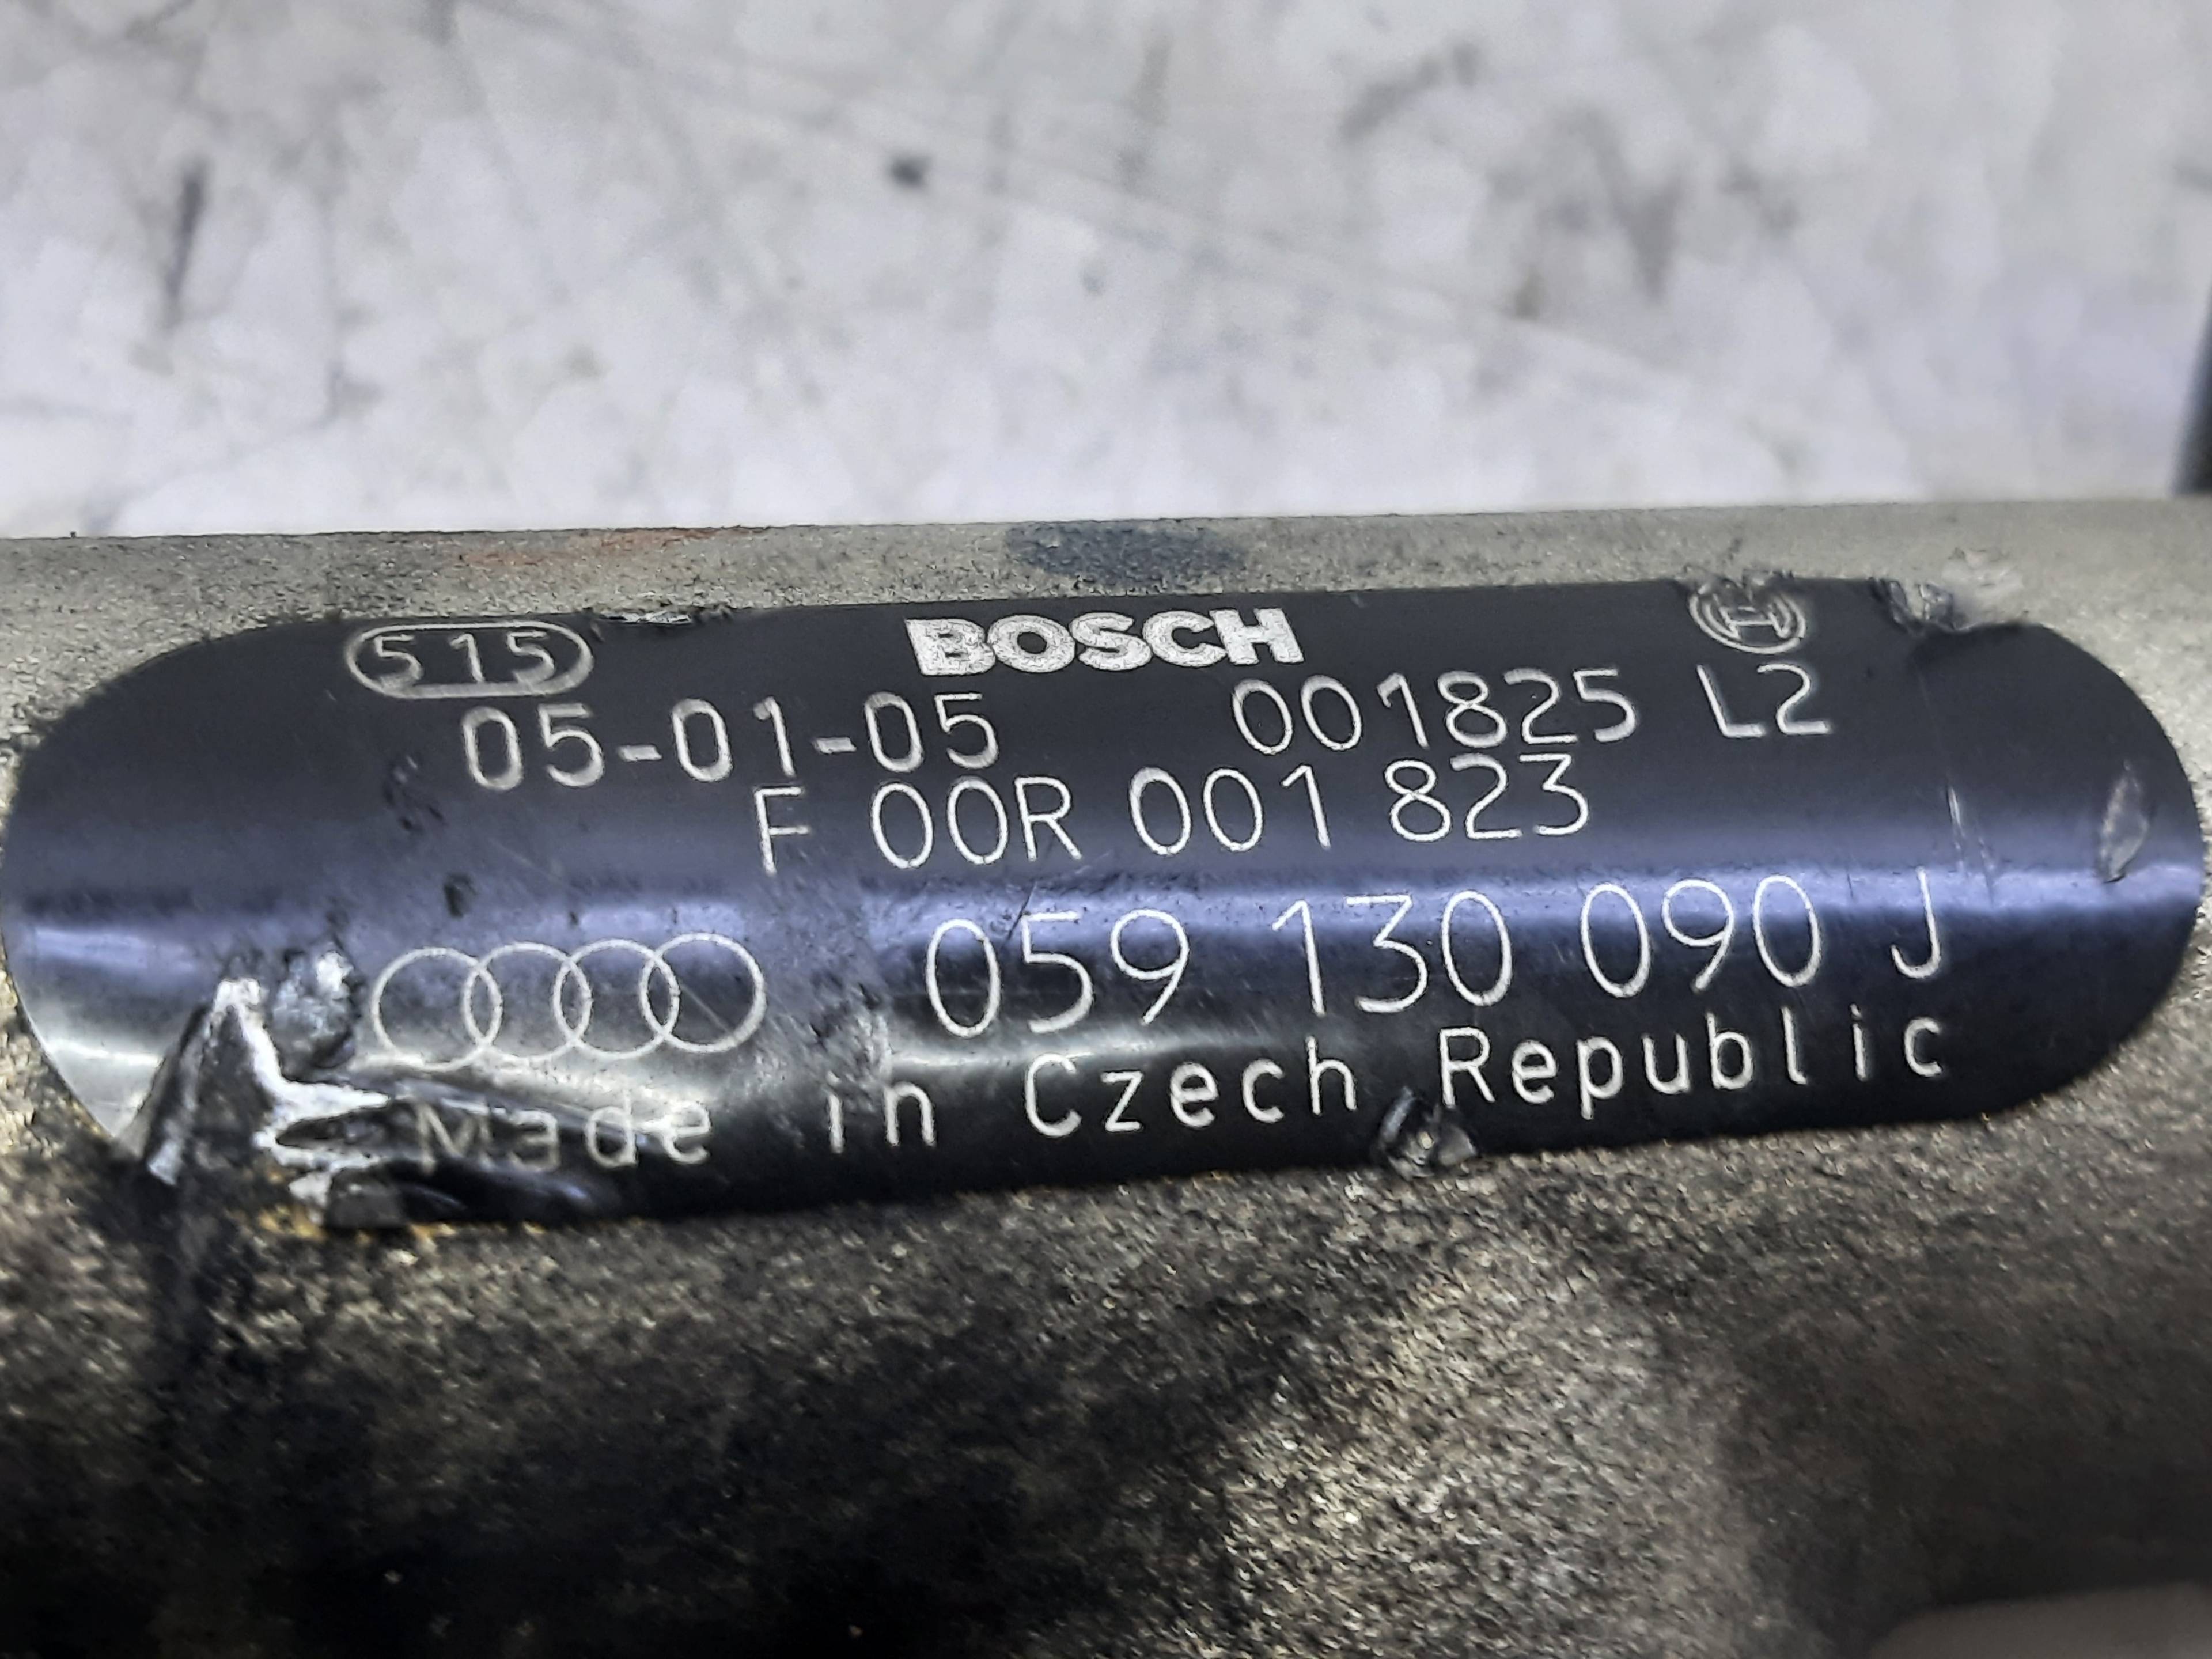 515 BOSCH
05-01-05 001825 L2
F 00R 001 823
059 130 090 J
Made in Czech Republic